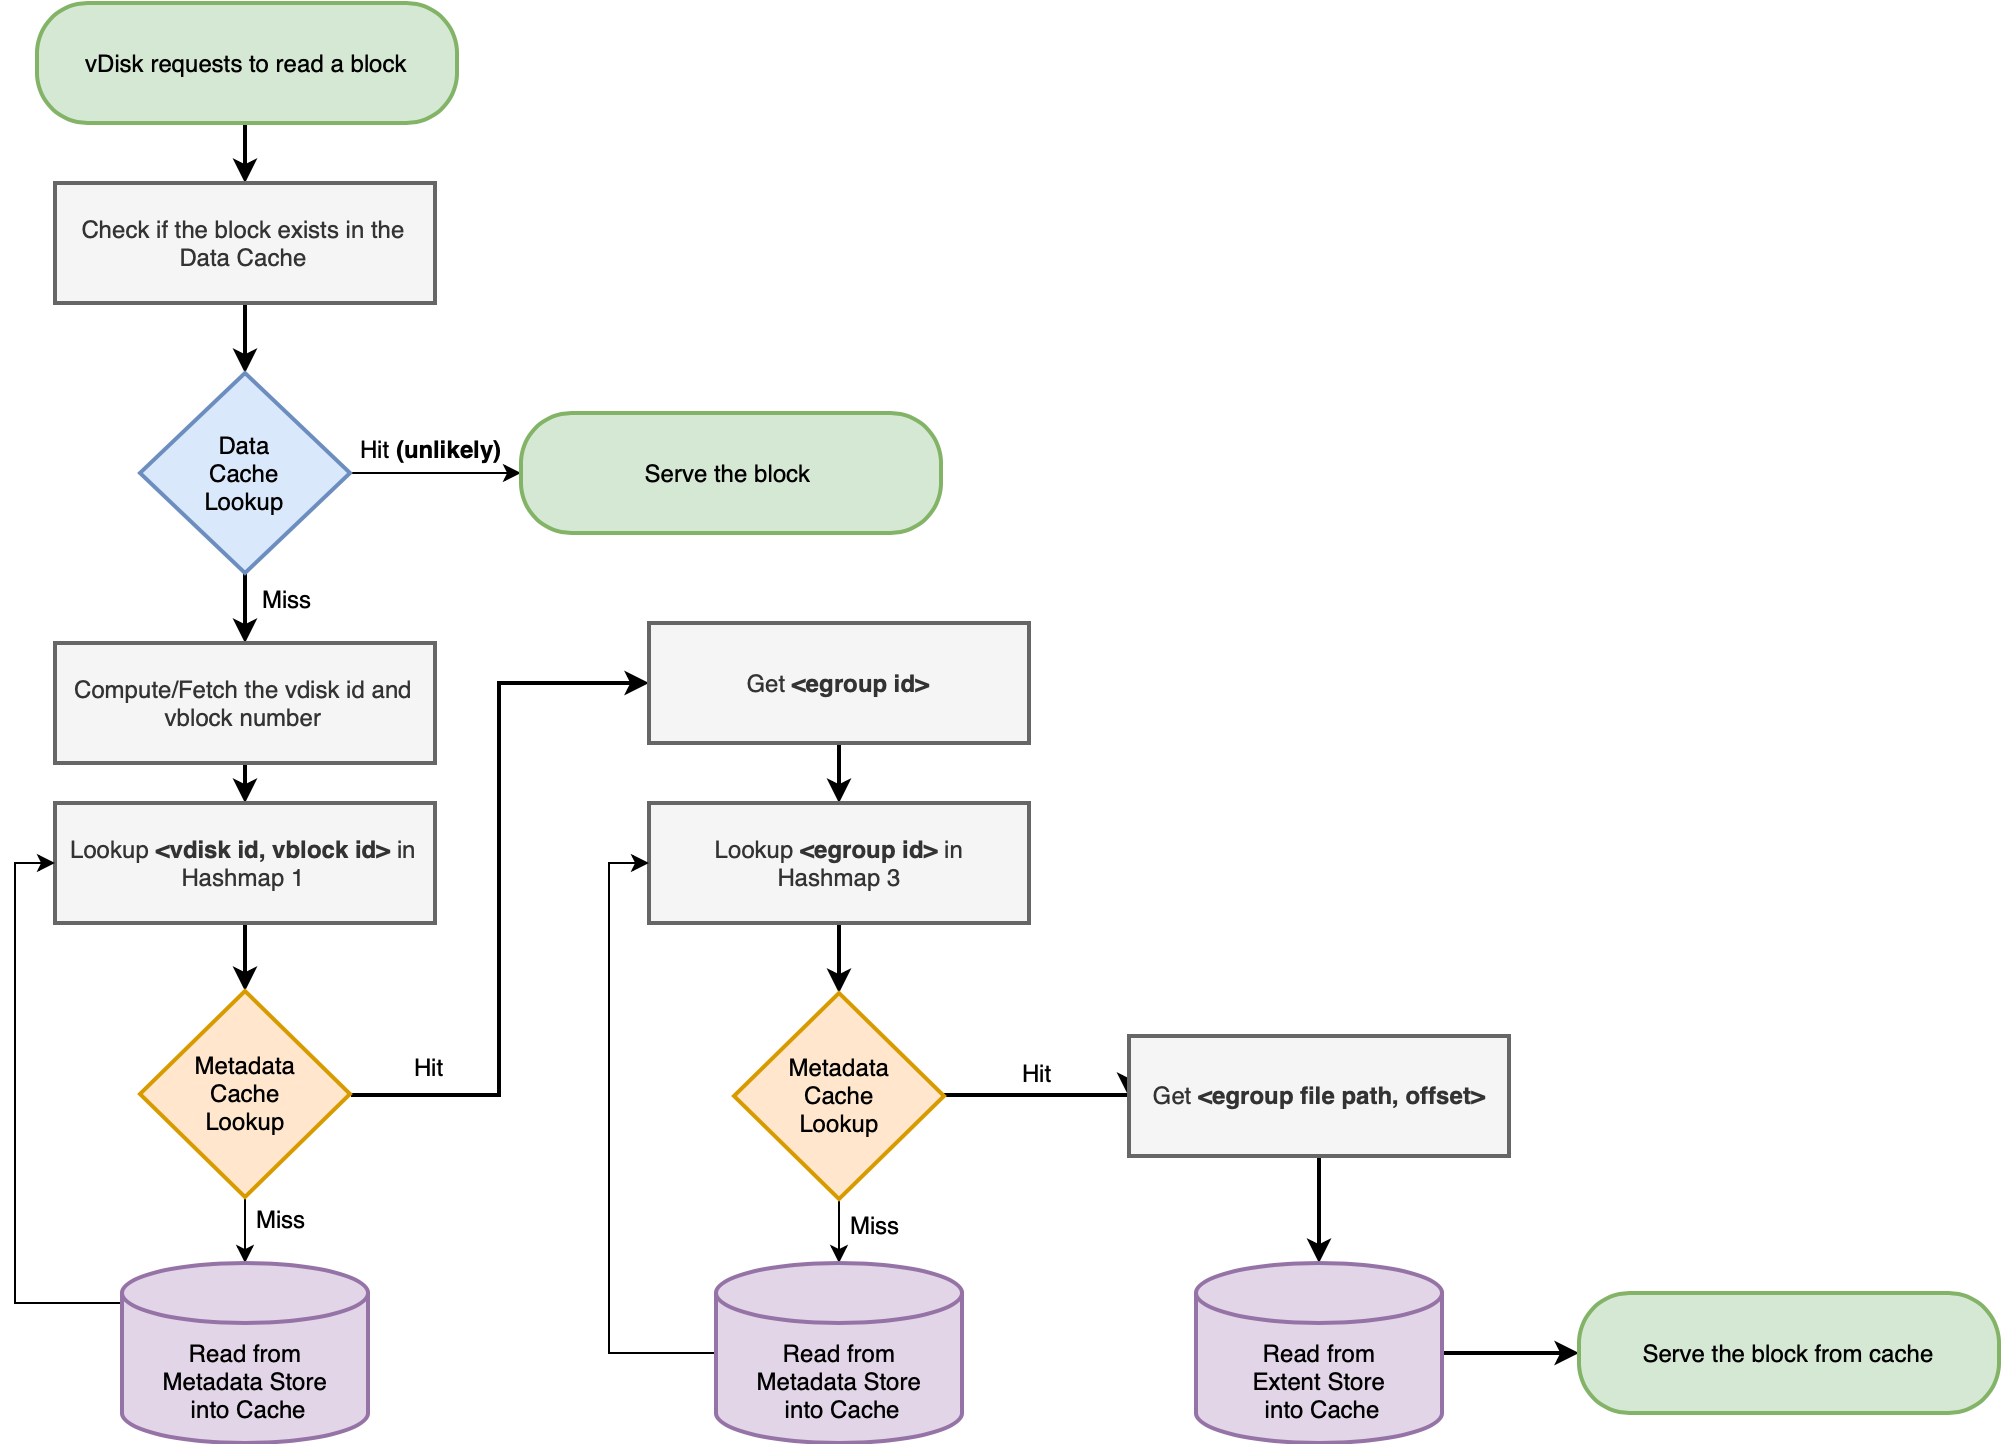 vDisk requests to read a block
Check if the block exists in the
Data Cache
Data
Cache
Lookup
Hit (unlikely)
Serve the block
Miss
Compute/Fetch the vdisk id and
vblock number
Lookup <vdisk id, vblock id> in
Hashmap 1
Metadata
Cache
Lookup
Hit
Miss
Read from
Metadata Store
into Cache
Get <egroup id>
Lookup <egroup id> in
Hashmap 3
Metadata
Cache
Lookup
Hit
Miss
Read from
Metadata Store
into Cache
Get <egroup file path, offset>
Read from
Extent Store
into Cache
Serve the block from cache